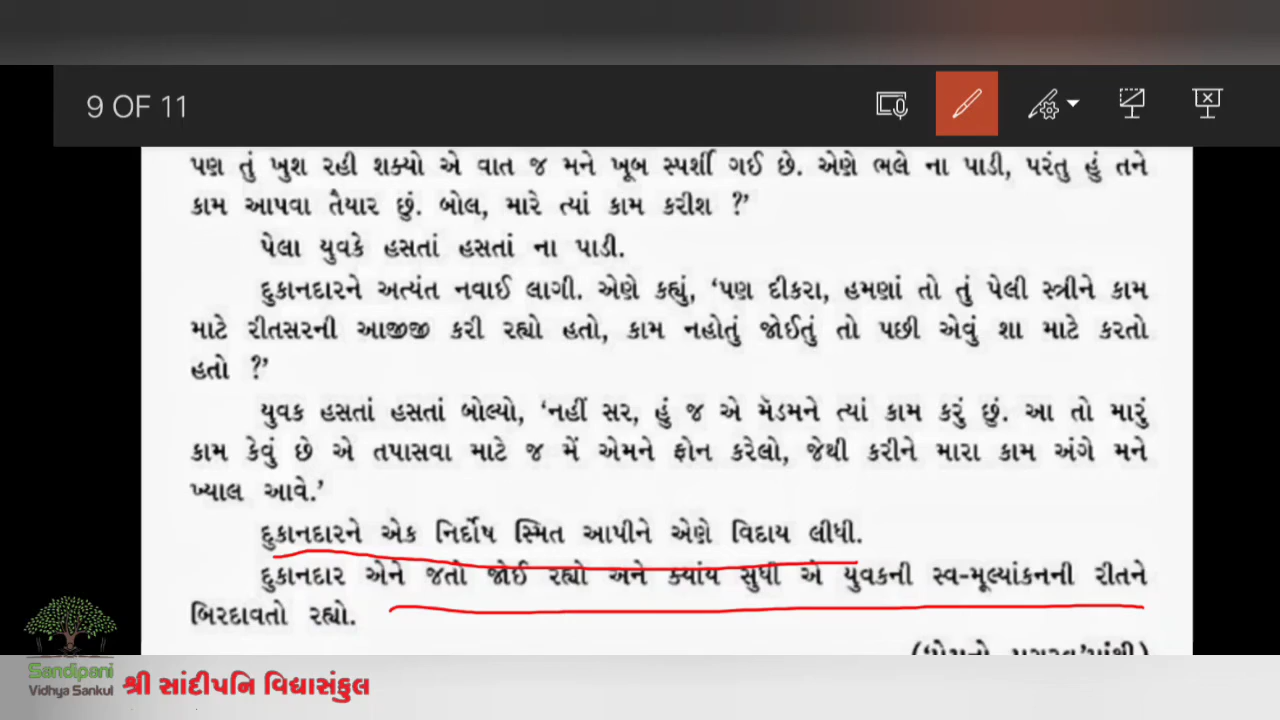 9 OF 11
પણ તું ખુશ રહી શક્યો એ વાત જ મને ખૂબ સ્પર્શી ગઈ છે. એણે ભલે ના પાડી, પરંતુ હું તને
કામ આપવા તૈયાર છું. બોલ, મારે ત્યાં કામ કરીશ ?’
પેલા યુવકે હસતાં હસતાં ના પાડી.
દુકાનદારને અત્યંત નવાઈ લાગી. એણે કહ્યું, ‘પણ દીકરા, હમણાં તો તું પેલી સ્ત્રીને કામ
માટે રીતસરની આજીજી કરી રહ્યો હતો, કામ નહોતું જોઈતું તો પછી એવું શા માટે કરતો
હતો ?’
યુવક હસતાં હસતાં બોલ્યો, ‘નહીં સર, હું જ એ મૅડમને ત્યાં કામ કરું છું. આ તો મારું
કામ કેવું છે એ તપાસવા માટે જ મેં એમને ફોન કરેલો, જેથી કરીને મારા કામ અંગે મને
ખ્યાલ આવે.’
દુકાનદારને એક નિર્દોષ સ્મિત આપીને એણે વિદાય લીધી.
દુકાનદાર એને જતો જોઈ રહ્યો અને ક્યાંય સુધી એ યુવકની સ્વ-મૂલ્યાંકનની રીતને
બિરદાવતો રહ્યો.
Sandipani
Vidhya Sankul
શ્રી સાંદીપનિ વિદ્યાસંકુલ